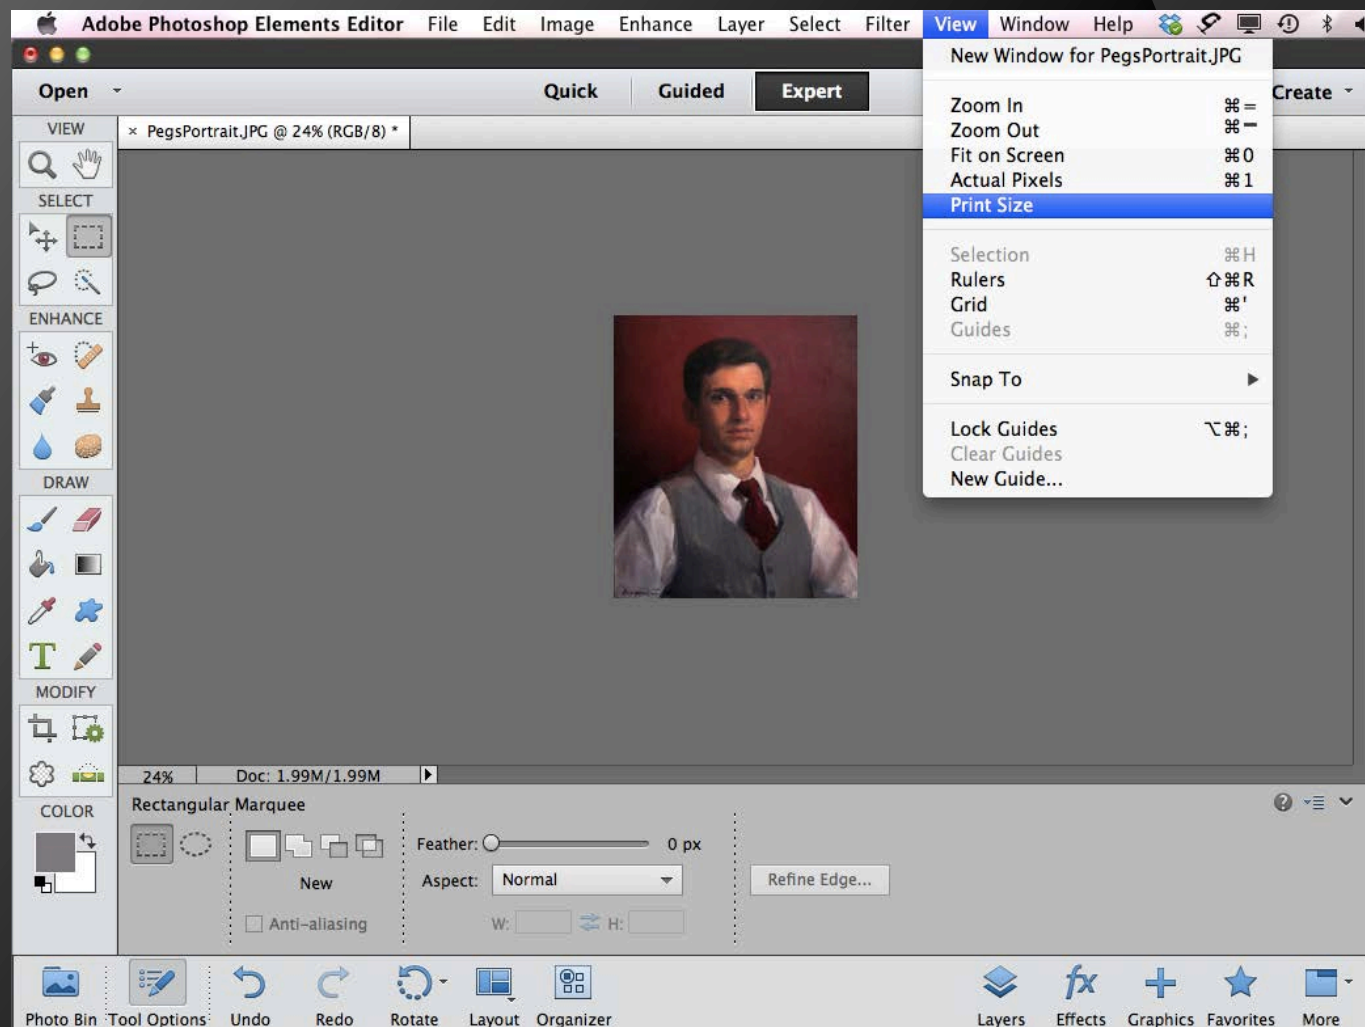 Adobe Photoshop Elements Editor File Edit Image Enhance Layer Select Filter View Window Help
Open Quick Guided Expert Create
New Window for PegsPortrait.JPG
Zoom In ⌘=
Zoom Out ⌘−
Fit on Screen ⌘0
Actual Pixels ⌘1
Print Size
Selection ⌘H
Rulers ⇧⌘R
Grid ⌘'
Guides ⌘;
Snap To ▶
Lock Guides ⌥⌘;
Clear Guides
New Guide...
× PegsPortrait.JPG @ 24% (RGB/8) *
VIEW
SELECT
ENHANCE
DRAW
T
MODIFY
COLOR
24% Doc: 1.99M/1.99M
Rectangular Marquee
New
Anti-aliasing
Feather: 0 px
Aspect: Normal
W: H:
Refine Edge...
fx
Photo Bin Tool Options Undo Redo Rotate Layout Organizer Layers Effects Graphics Favorites More